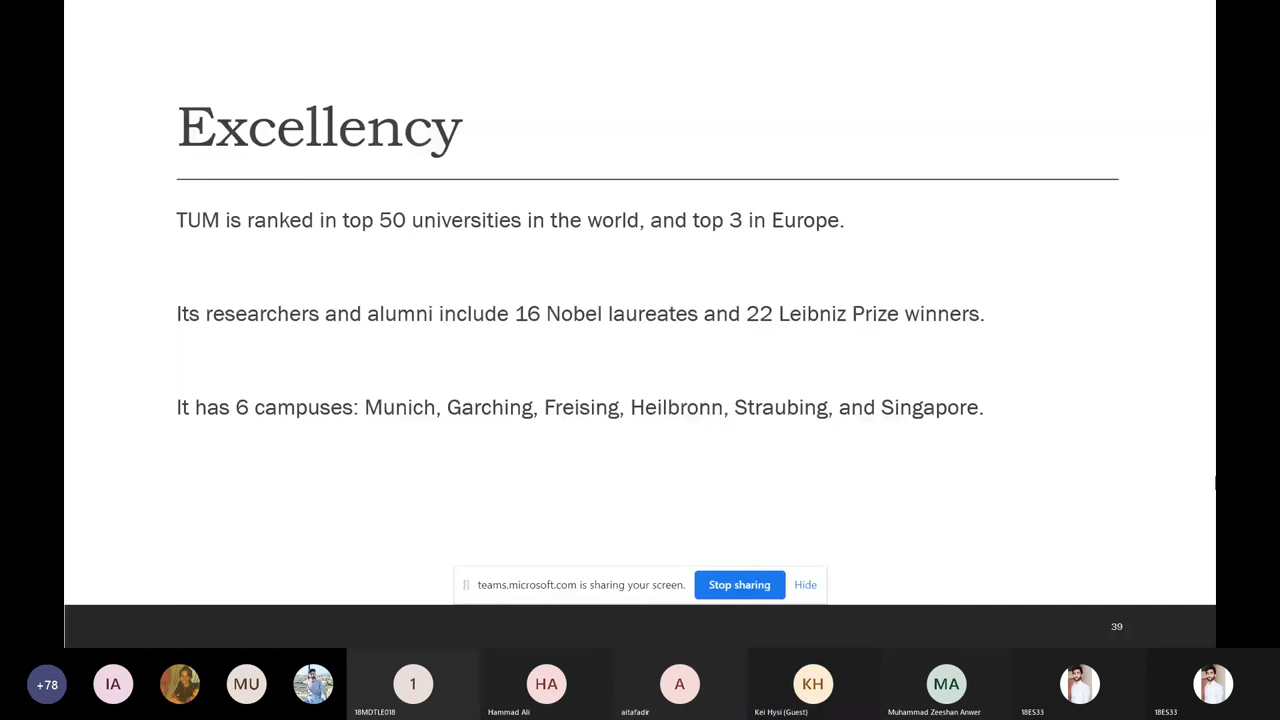 Excellency
TUM is ranked in top 50 universities in the world, and top 3 in Europe.
Its researchers and alumni include 16 Nobel laureates and 22 Leibniz Prize winners.
It has 6 campuses: Munich, Garching, Freising, Heilbronn, Straubing, and Singapore.
teams.microsoft.com is sharing your screen. Stop sharing Hide
39
+78 IA MU 1 HA A KH MA
18MDTLE018 Hammad Ali aitafadir Kei Hysi (Guest) Muhammad Zeeshan Anwer 18ES33 18ES33